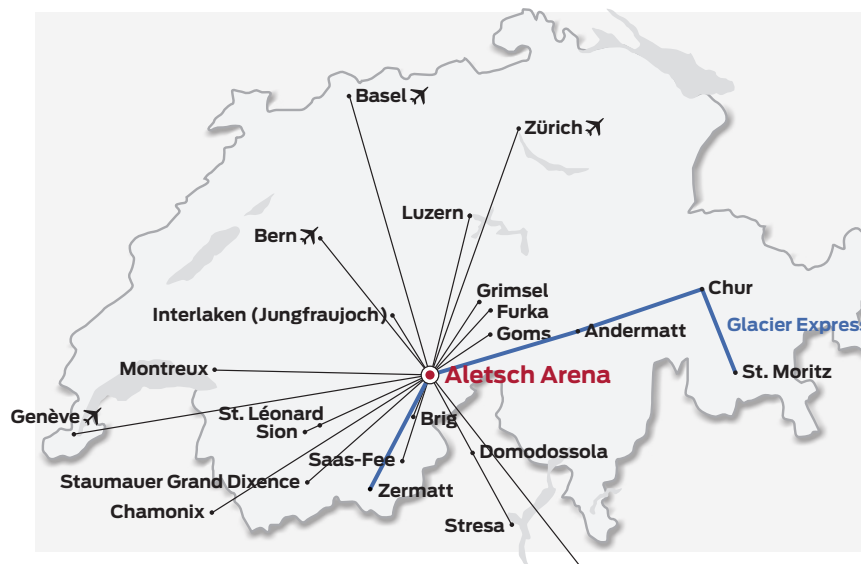 Basel
Zürich
Luzern
Bern
Grimsel
Chur
Furka
Interlaken (Jungfraujoch)
Glacier Express
Goms
Andermatt
Montreux
Aletsch Arena
St. Moritz
Genève
St. Léonard
Brig
Sion
Domodossola
Saas-Fee
Staumauer Grand Dixence
Zermatt
Chamonix
Stresa